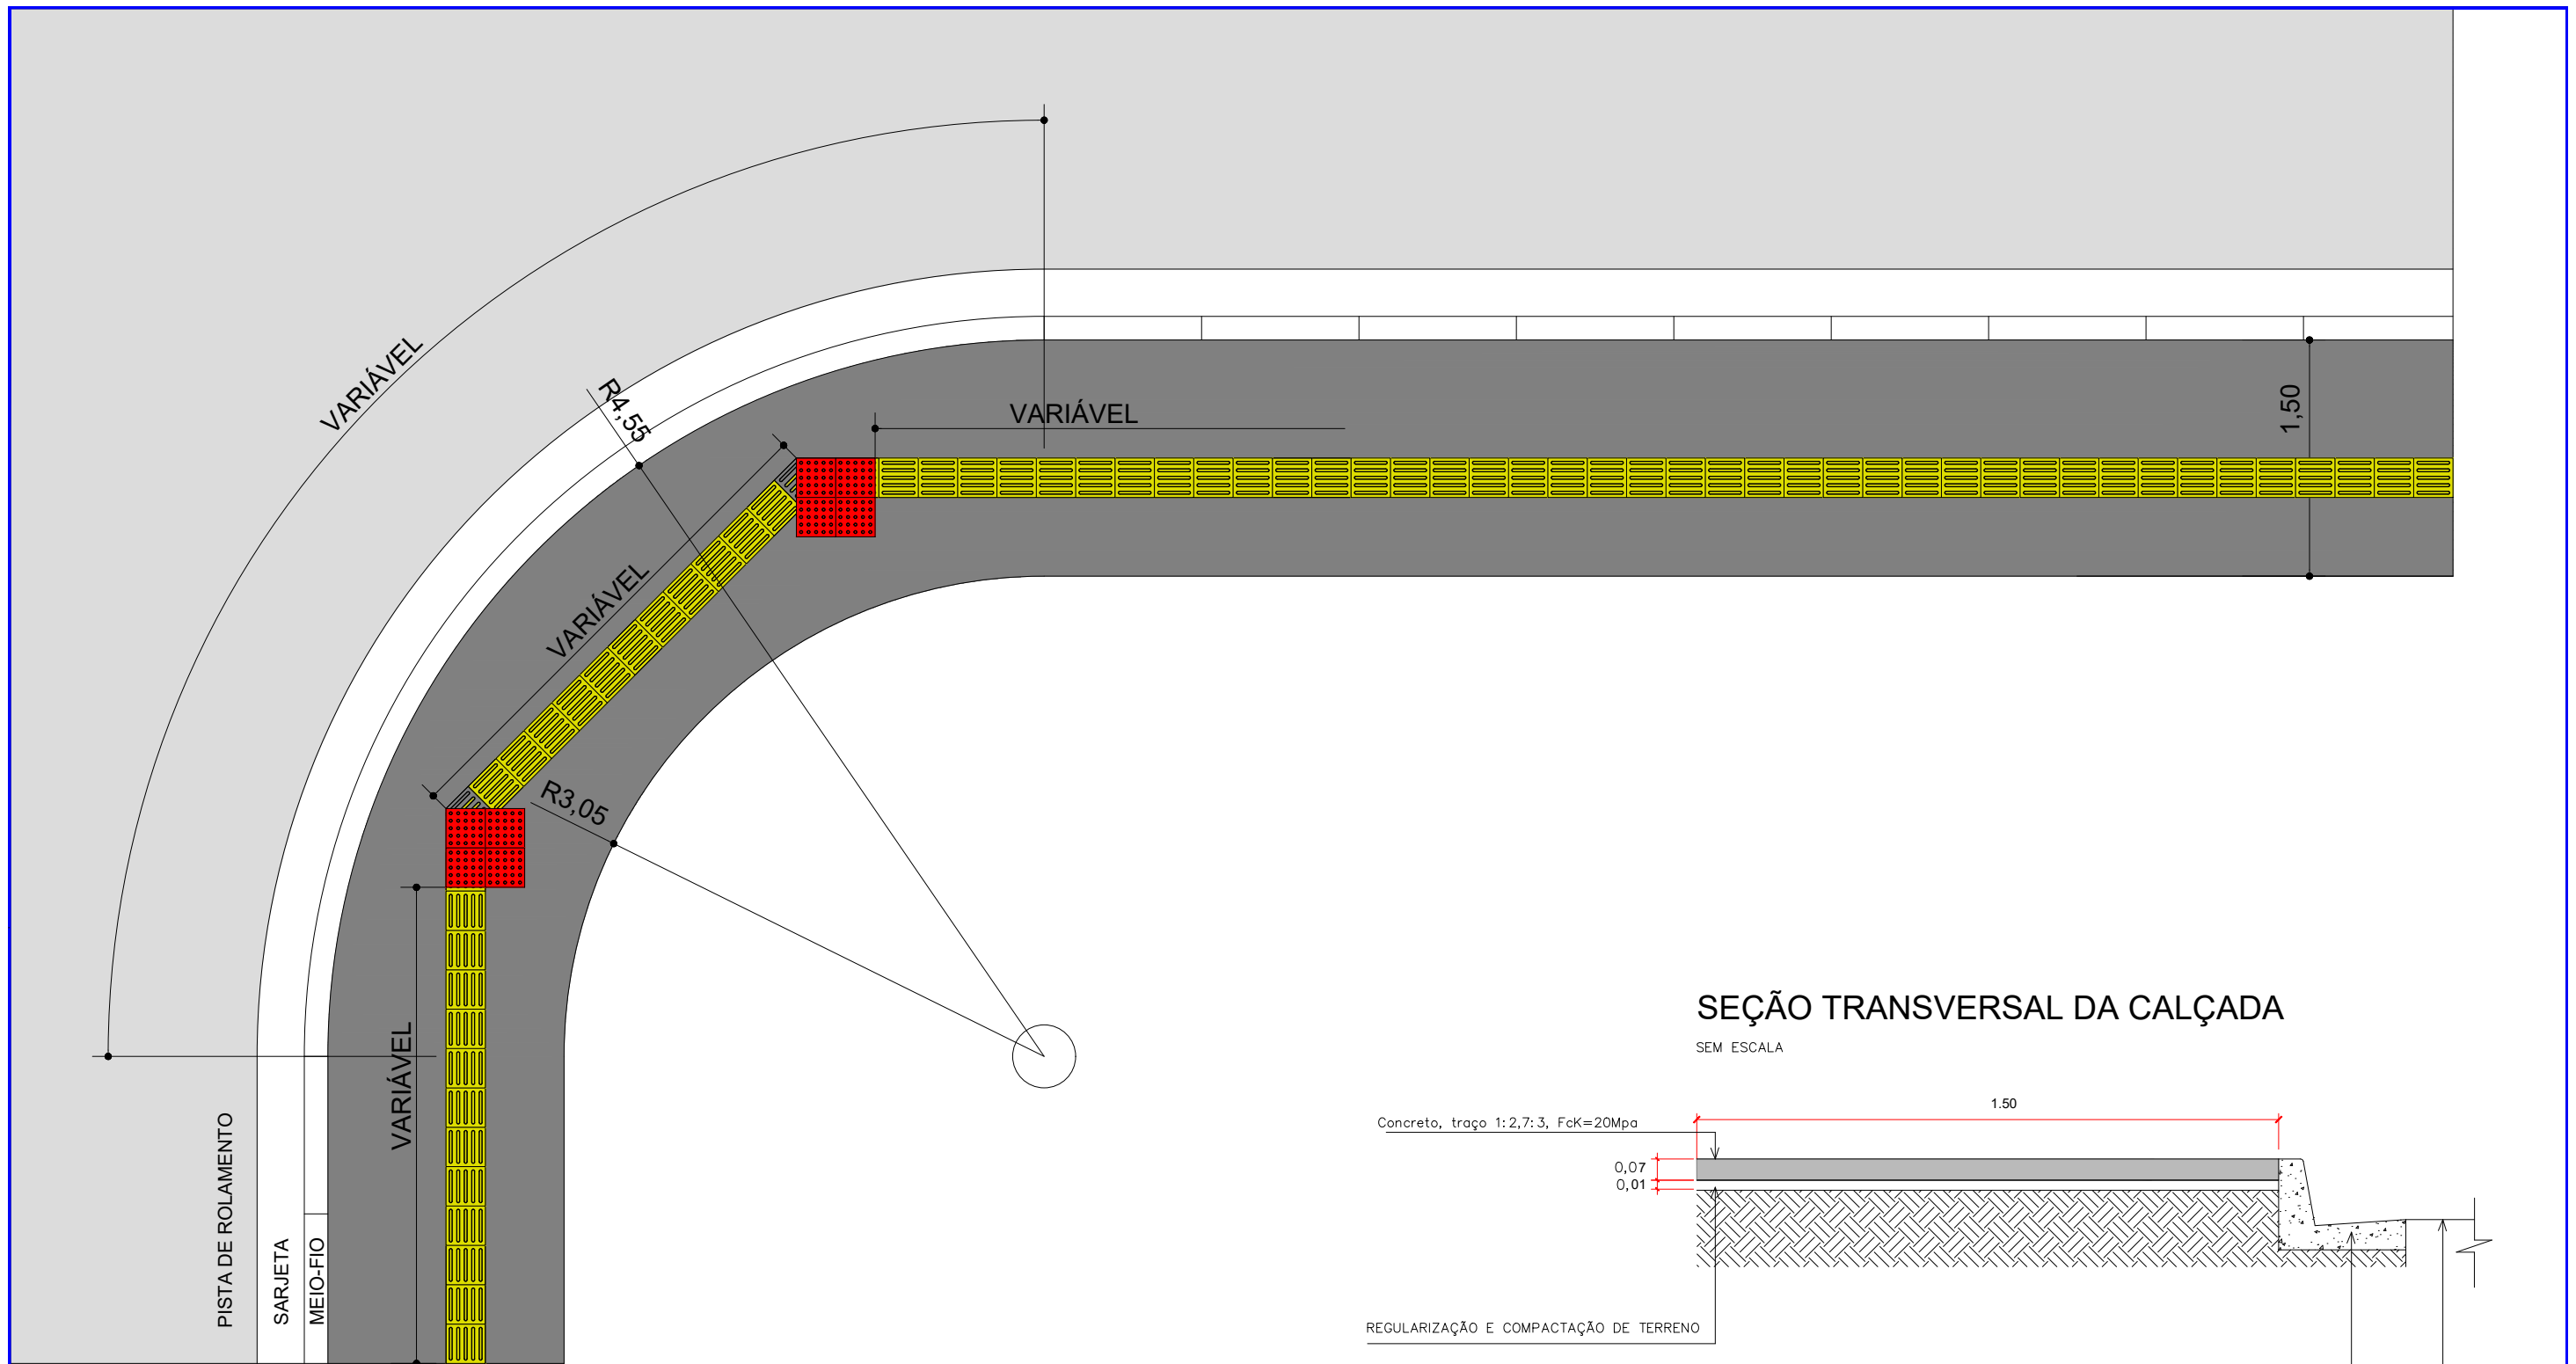 VARIÁVEL
R4,55
VARIÁVEL
1,50
VARIÁVEL
R3,05
VARIÁVEL
PISTA DE ROLAMENTO
SARJETA
MEIO-FIO
SEÇÃO TRANSVERSAL DA CALÇADA
SEM ESCALA
1.50
Concreto, traço 1:2,7:3, FcK=20Mpa
0,07
0,01
REGULARIZAÇÃO E COMPACTAÇÃO DE TERRENO